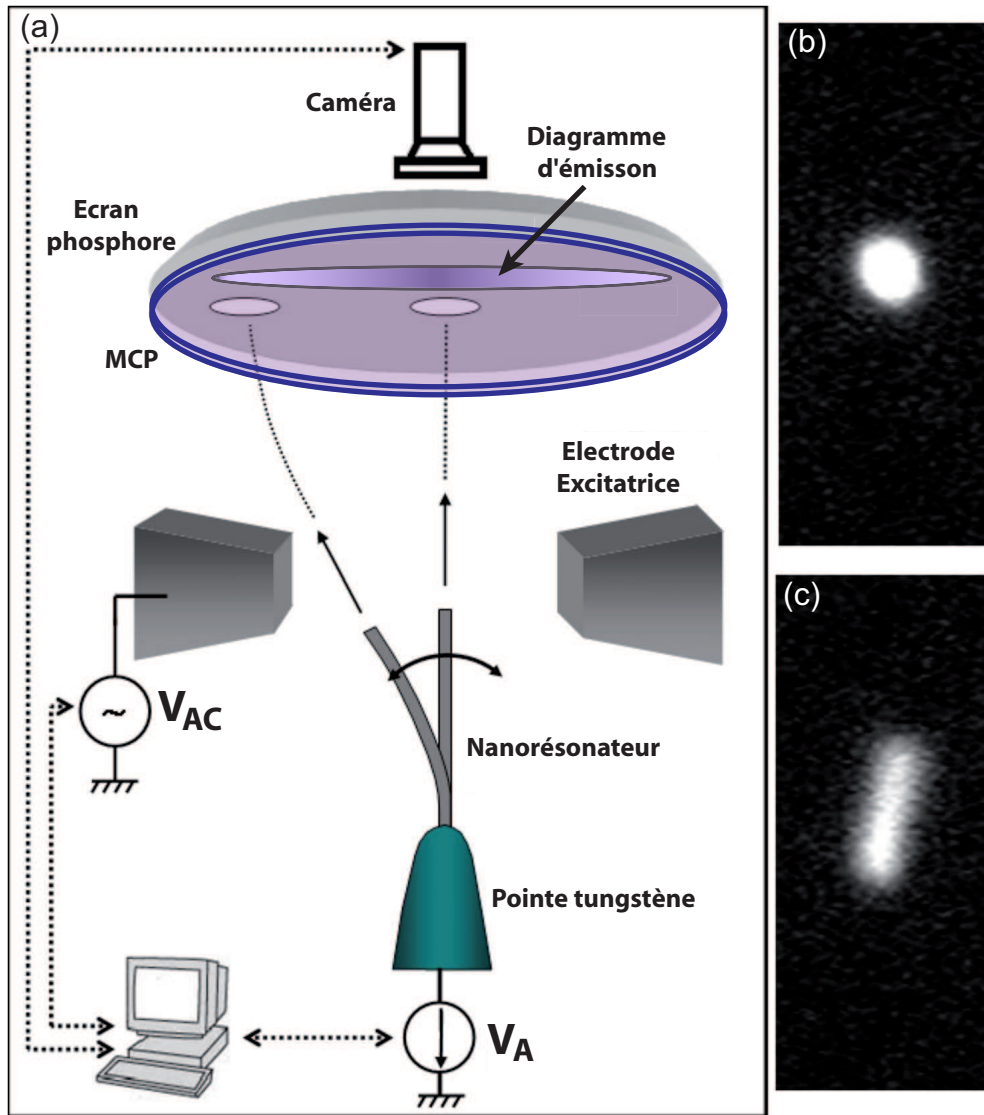 (a)
Caméra
Diagramme
d'émisson
Ecran
phosphore
MCP
Electrode
Excitatrice
~
VAC
Nanorésonateur
Pointe tungstène
VA
(b)
(c)